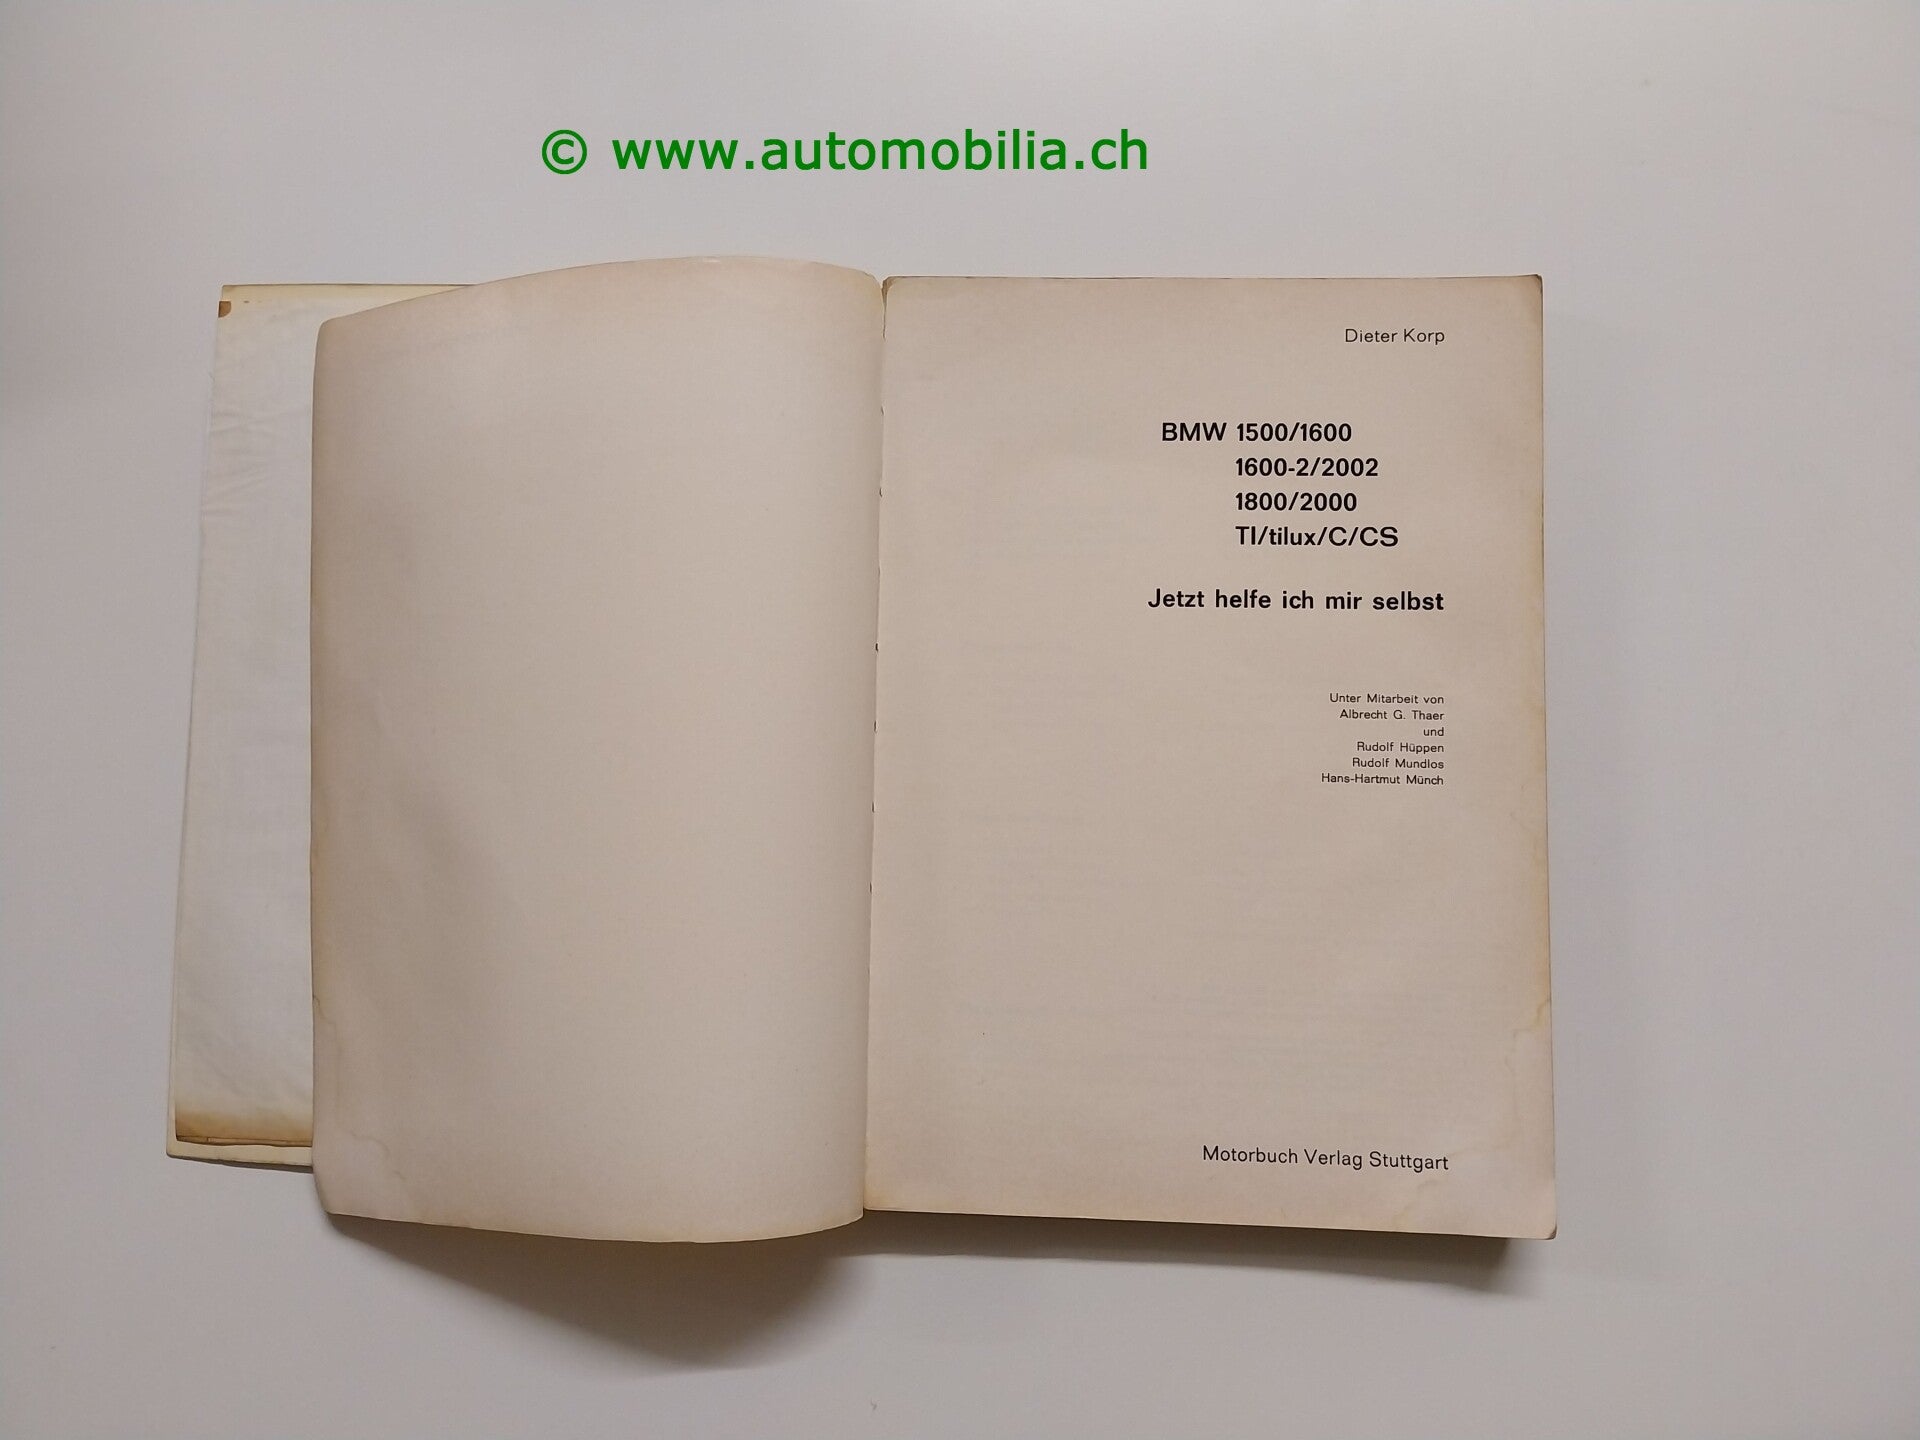 © www.automobilia.ch
Dieter Korp
BMW 1500/1600
1600-2/2002
1800/2000
TI/tilux/C/CS
Jetzt helfe ich mir selbst
Unter Mitarbeit von
Albrecht G. Thaer
und
Rudolf Hüppen
Rudolf Mundlos
Hans-Hartmut Münch
Motorbuch Verlag Stuttgart